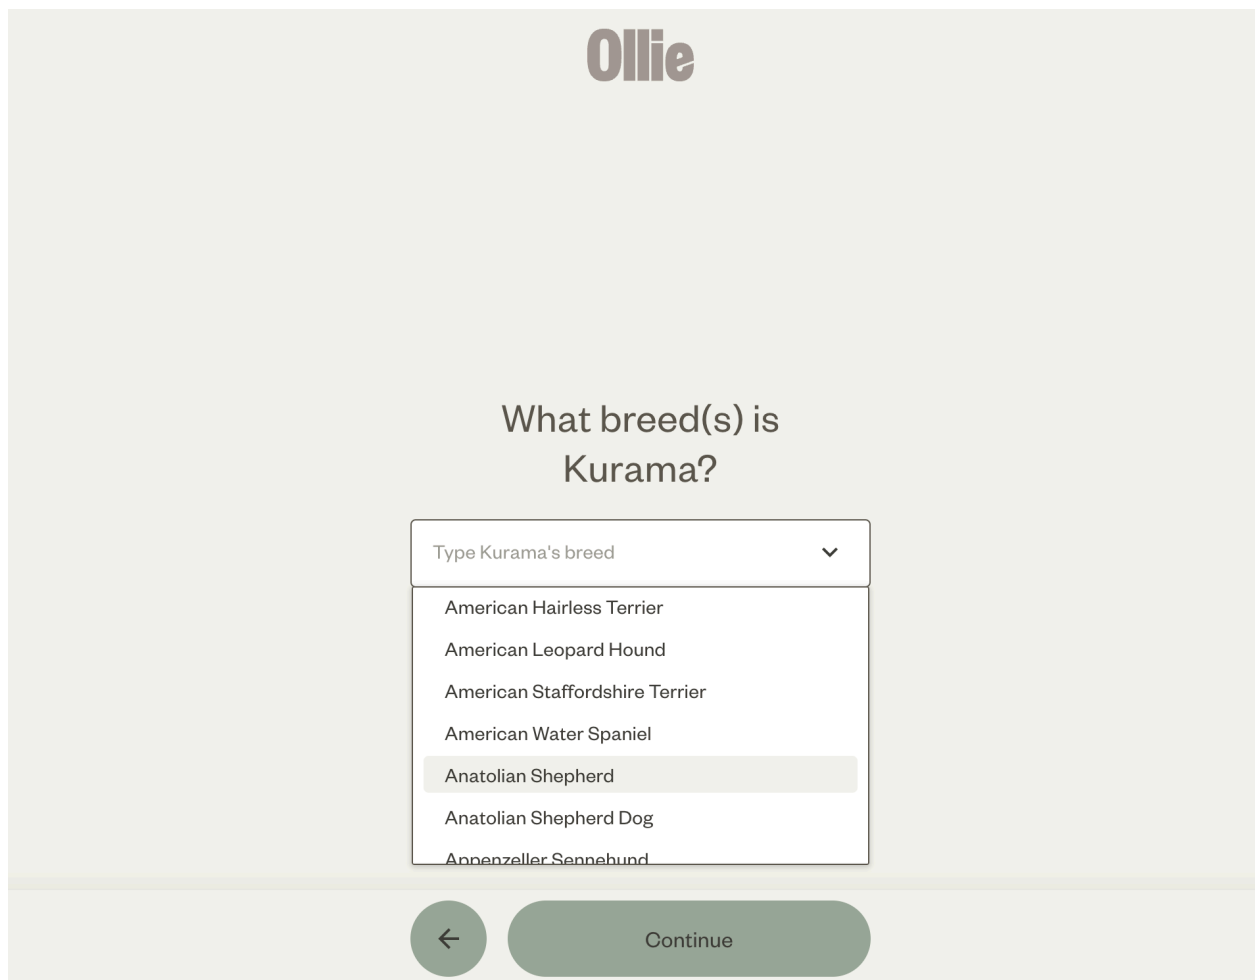 Ollie
What breed(s) is
Kurama?
Type Kurama's breed
American Hairless Terrier
American Leopard Hound
American Staffordshire Terrier
American Water Spaniel
Anatolian Shepherd
Anatolian Shepherd Dog
Appenzeller Sennehund
Continue